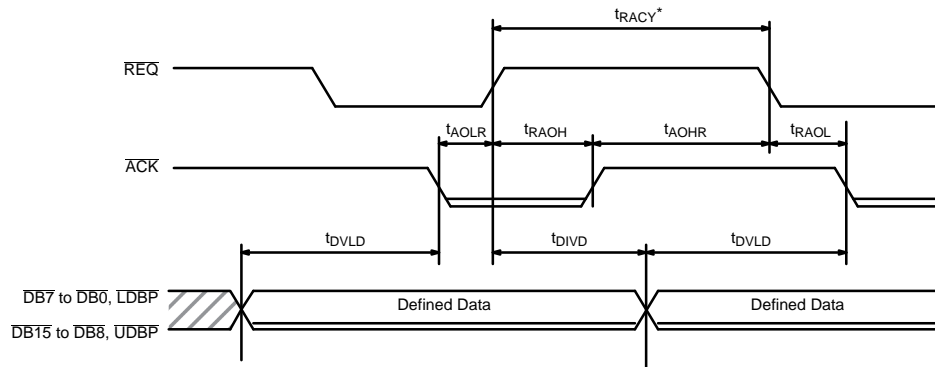 tRACY*
REQ
tAOLR tRAOH tAOHR tRAOL
ACK
tDVLD tDIVD tDVLD
DB7 to DB0, LDBP Defined Data Defined Data
DB15 to DB8, UDBP